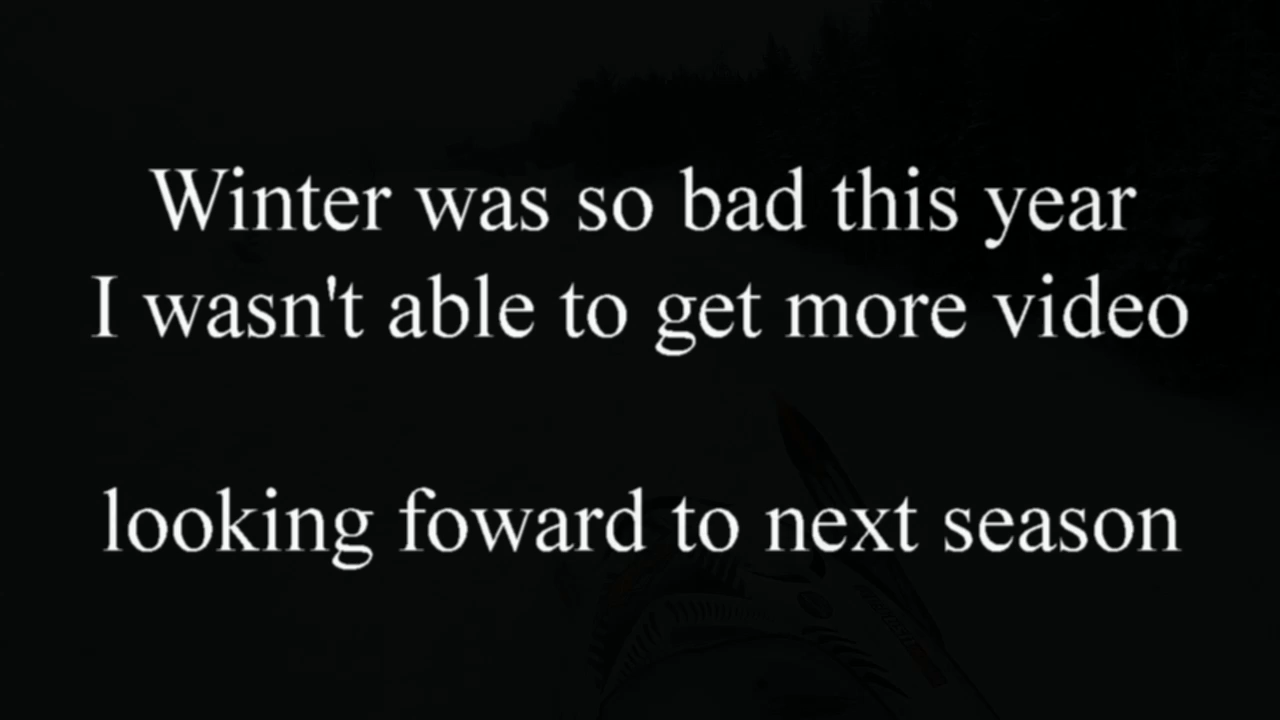 Winter was so bad this year
I wasn't able to get more video
looking foward to next season